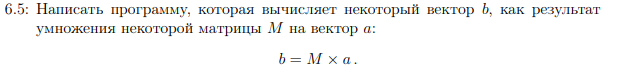 6.5: Написать программу, которая вычисляет некоторый вектор b, как результат
умножения некоторой матрицы M на вектор a:
b = M × a .